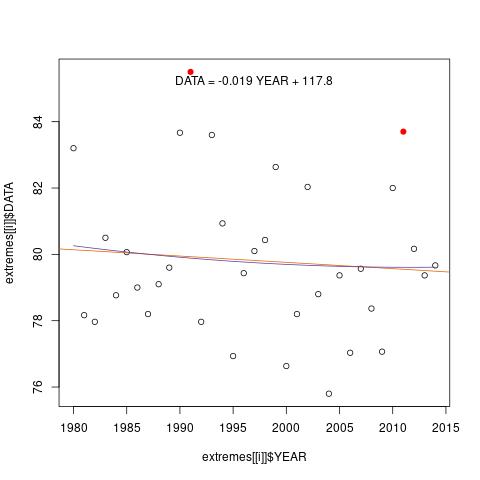 DATA = -0.019 YEAR + 117.8
extremes[[i]]$DATA
84
82
80
78
76
1980 1985 1990 1995 2000 2005 2010 2015
extremes[[i]]$YEAR